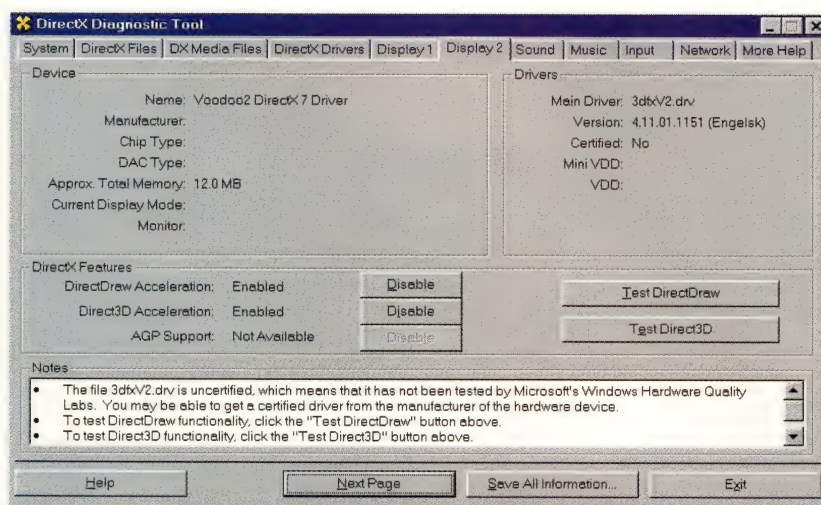 DirectX Diagnostic Tool
System DirectX Files DX Media Files DirectX Drivers Display 1 Display 2 Sound Music Input Network More Help
Device
Name: Voodoo2 DirectX 7 Driver
Manufacturer:
Chip Type:
DAC Type:
Approx. Total Memory: 12.0 MB
Current Display Mode:
Monitor:
Drivers
Main Driver: 3dfxV2.drv
Version: 4.11.01.1151 (Engelsk)
Certified: No
Mini VDD:
VDD:
DirectX Features
DirectDraw Acceleration: Enabled Disable
Direct3D Acceleration: Enabled Disable
AGP Support: Not Available Disable
Test DirectDraw
Test Direct3D
Notes
• The file 3dfxV2.drv is uncertified, which means that it has not been tested by Microsoft's Windows Hardware Quality
Labs. You may be able to get a certified driver from the manufacturer of the hardware device.
• To test DirectDraw functionality, click the "Test DirectDraw" button above.
• To test Direct3D functionality, click the "Test Direct3D" button above.
Help Next Page Save All Information... Exit